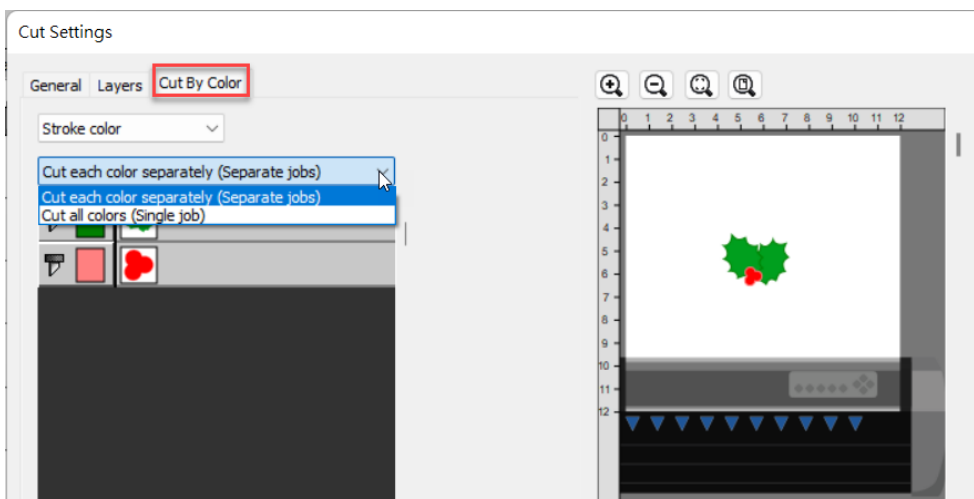 Cut Settings
General Layers Cut By Color
Stroke color
Cut each color separately (Separate jobs)
Cut each color separately (Separate jobs)
Cut all colors (Single job)
0 1 2 3 4 5 6 7 8 9 10 11 12
0
1
2
3
4
5
6
7
8
9
10
11
12